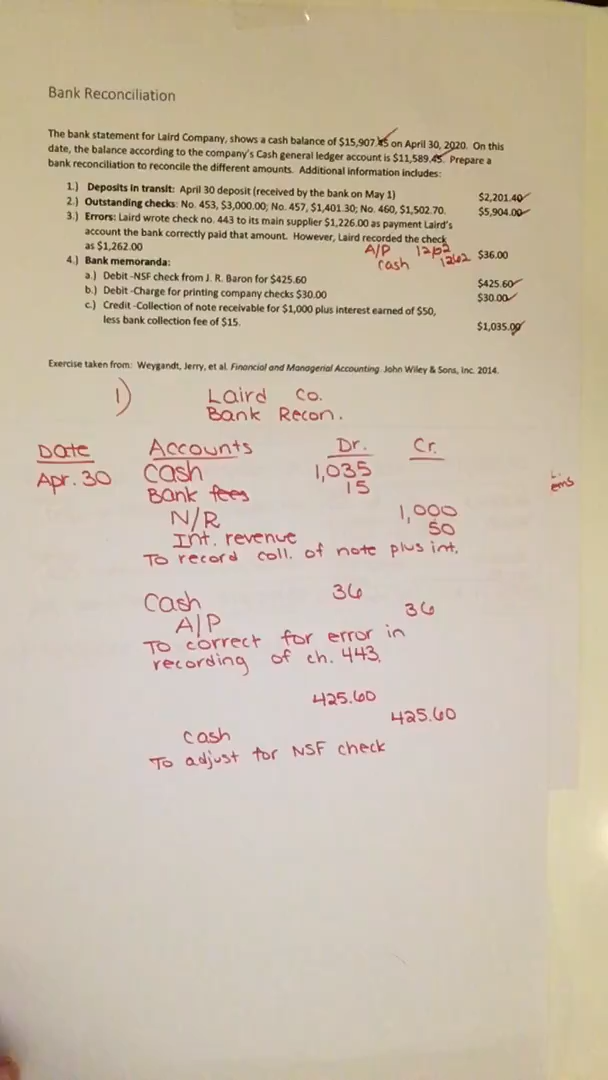 Bank Reconciliation
The bank statement for Laird Company, shows a cash balance of $15,907.45 on April 30, 2020. On this
date, the balance according to the company's Cash general ledger account is $11,589.45. Prepare a
bank reconciliation to reconcile the different amounts. Additional information includes:
1.) Deposits in transit: April 30 deposit (received by the bank on May 1) $2,201.40
2.) Outstanding checks: No. 453, $3,000.00; No. 457, $1,401.30; No. 460, $1,502.70. $5,904.00
3.) Errors: Laird wrote check no. 443 to its main supplier $1,226.00 as payment Laird's
account the bank correctly paid that amount. However, Laird recorded the check
as $1,262.00 A/P 1262 $36.00
cash 1262
4.) Bank memoranda:
a.) Debit -NSF check from J. R. Baron for $425.60 $425.60
b.) Debit -Charge for printing company checks $30.00 $30.00
c.) Credit -Collection of note receivable for $1,000 plus interest earned of $50,
less bank collection fee of $15. $1,035.00
Exercise taken from: Weygandt, Jerry, et al. Financial and Managerial Accounting. John Wiley & Sons, Inc. 2014.
1) Laird Co.
Bank Recon.
Date Accounts Dr. Cr.
Apr. 30 Cash 1,035
Bank fees 15
N/R 1,000
Int. revenue 50
To record coll. of note plus int.
Cash 36
A/P 36
To correct for error in
recording of ch. 443.
425.60
425.60
cash
To adjust for NSF check
ems